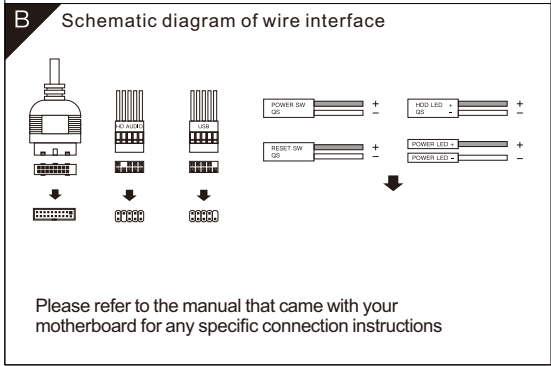 B Schematic diagram of wire interface
HD AUDIO
USB
POWER SW
QS
+
-
HDD LED +
QS -
+
-
RESET SW
QS
+
-
POWER LED +
POWER LED -
+
-
Please refer to the manual that came with your
motherboard for any specific connection instructions